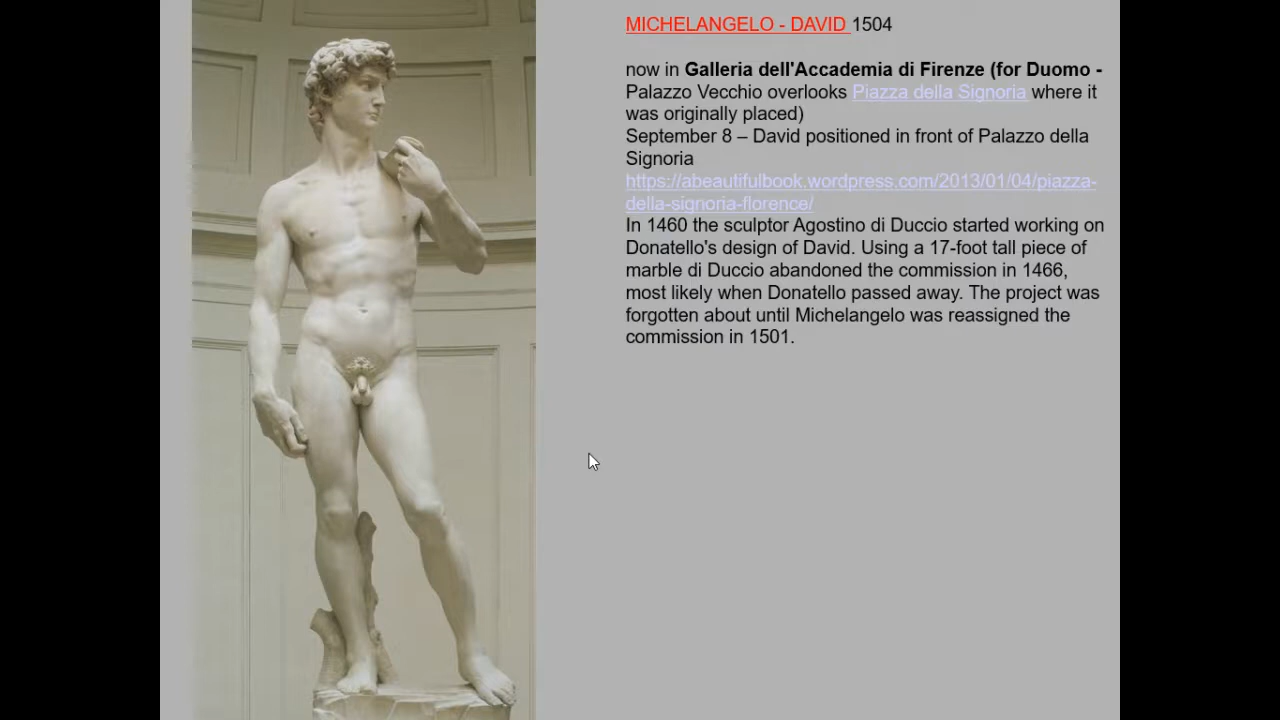 MICHELANGELO - DAVID 1504
now in Galleria dell'Accademia di Firenze (for Duomo -
Palazzo Vecchio overlooks Piazza della Signoria where it
was originally placed)
September 8 – David positioned in front of Palazzo della
Signoria
https://abeautifulbook.wordpress.com/2013/01/04/piazza-
della-signoria-florence/
In 1460 the sculptor Agostino di Duccio started working on
Donatello's design of David. Using a 17-foot tall piece of
marble di Duccio abandoned the commission in 1466,
most likely when Donatello passed away. The project was
forgotten about until Michelangelo was reassigned the
commission in 1501.